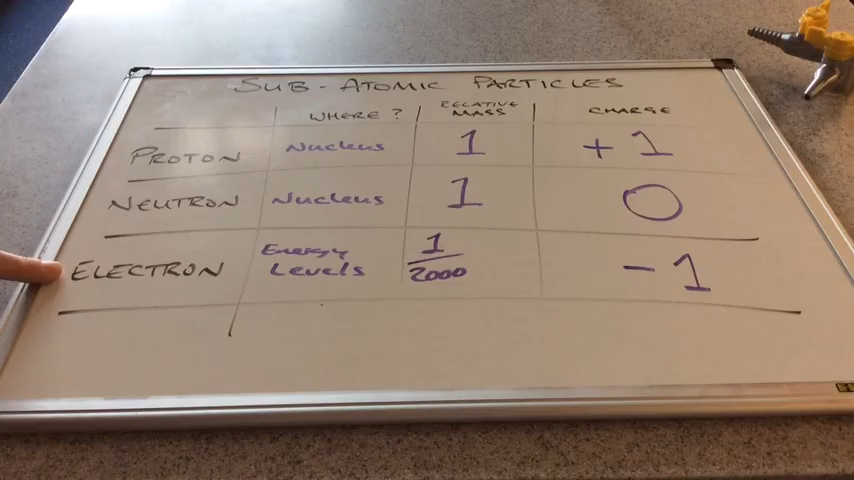 SUB-ATOMIC PARTICLES
WHERE? RELATIVE MASS CHARGE
PROTON Nucleus 1 +1
NEUTRON Nucleus 1 0
ELECTRON Energy Levels 1/2000 -1